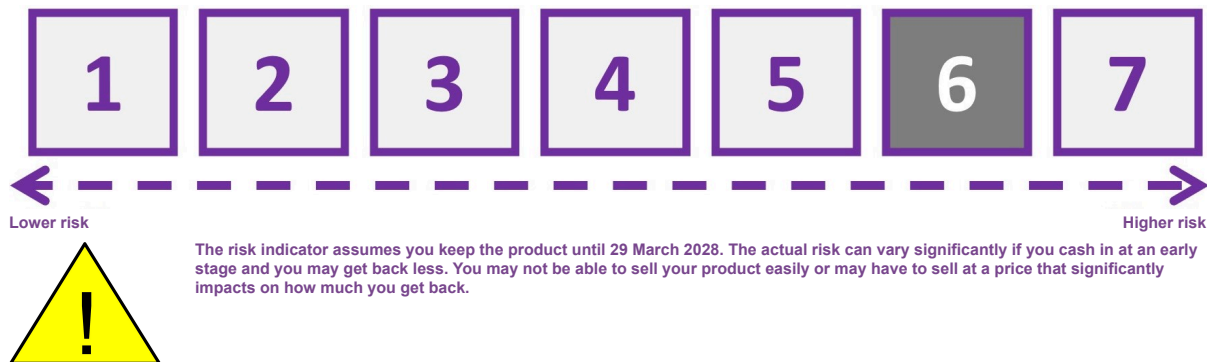 1 2 3 4 5 6 7
Lower risk Higher risk
The risk indicator assumes you keep the product until 29 March 2028. The actual risk can vary significantly if you cash in at an early
stage and you may get back less. You may not be able to sell your product easily or may have to sell at a price that significantly
impacts on how much you get back.
!